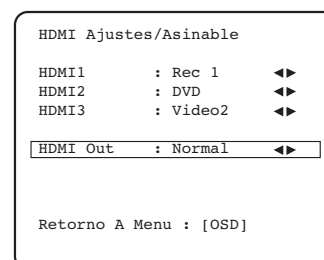 HDMI Ajustes/Asinable
HDMI1 : Rec 1 ◀▶
HDMI2 : DVD ◀▶
HDMI3 : Video2 ◀▶
HDMI Out : Normal ◀▶
Retorno A Menu : [OSD]